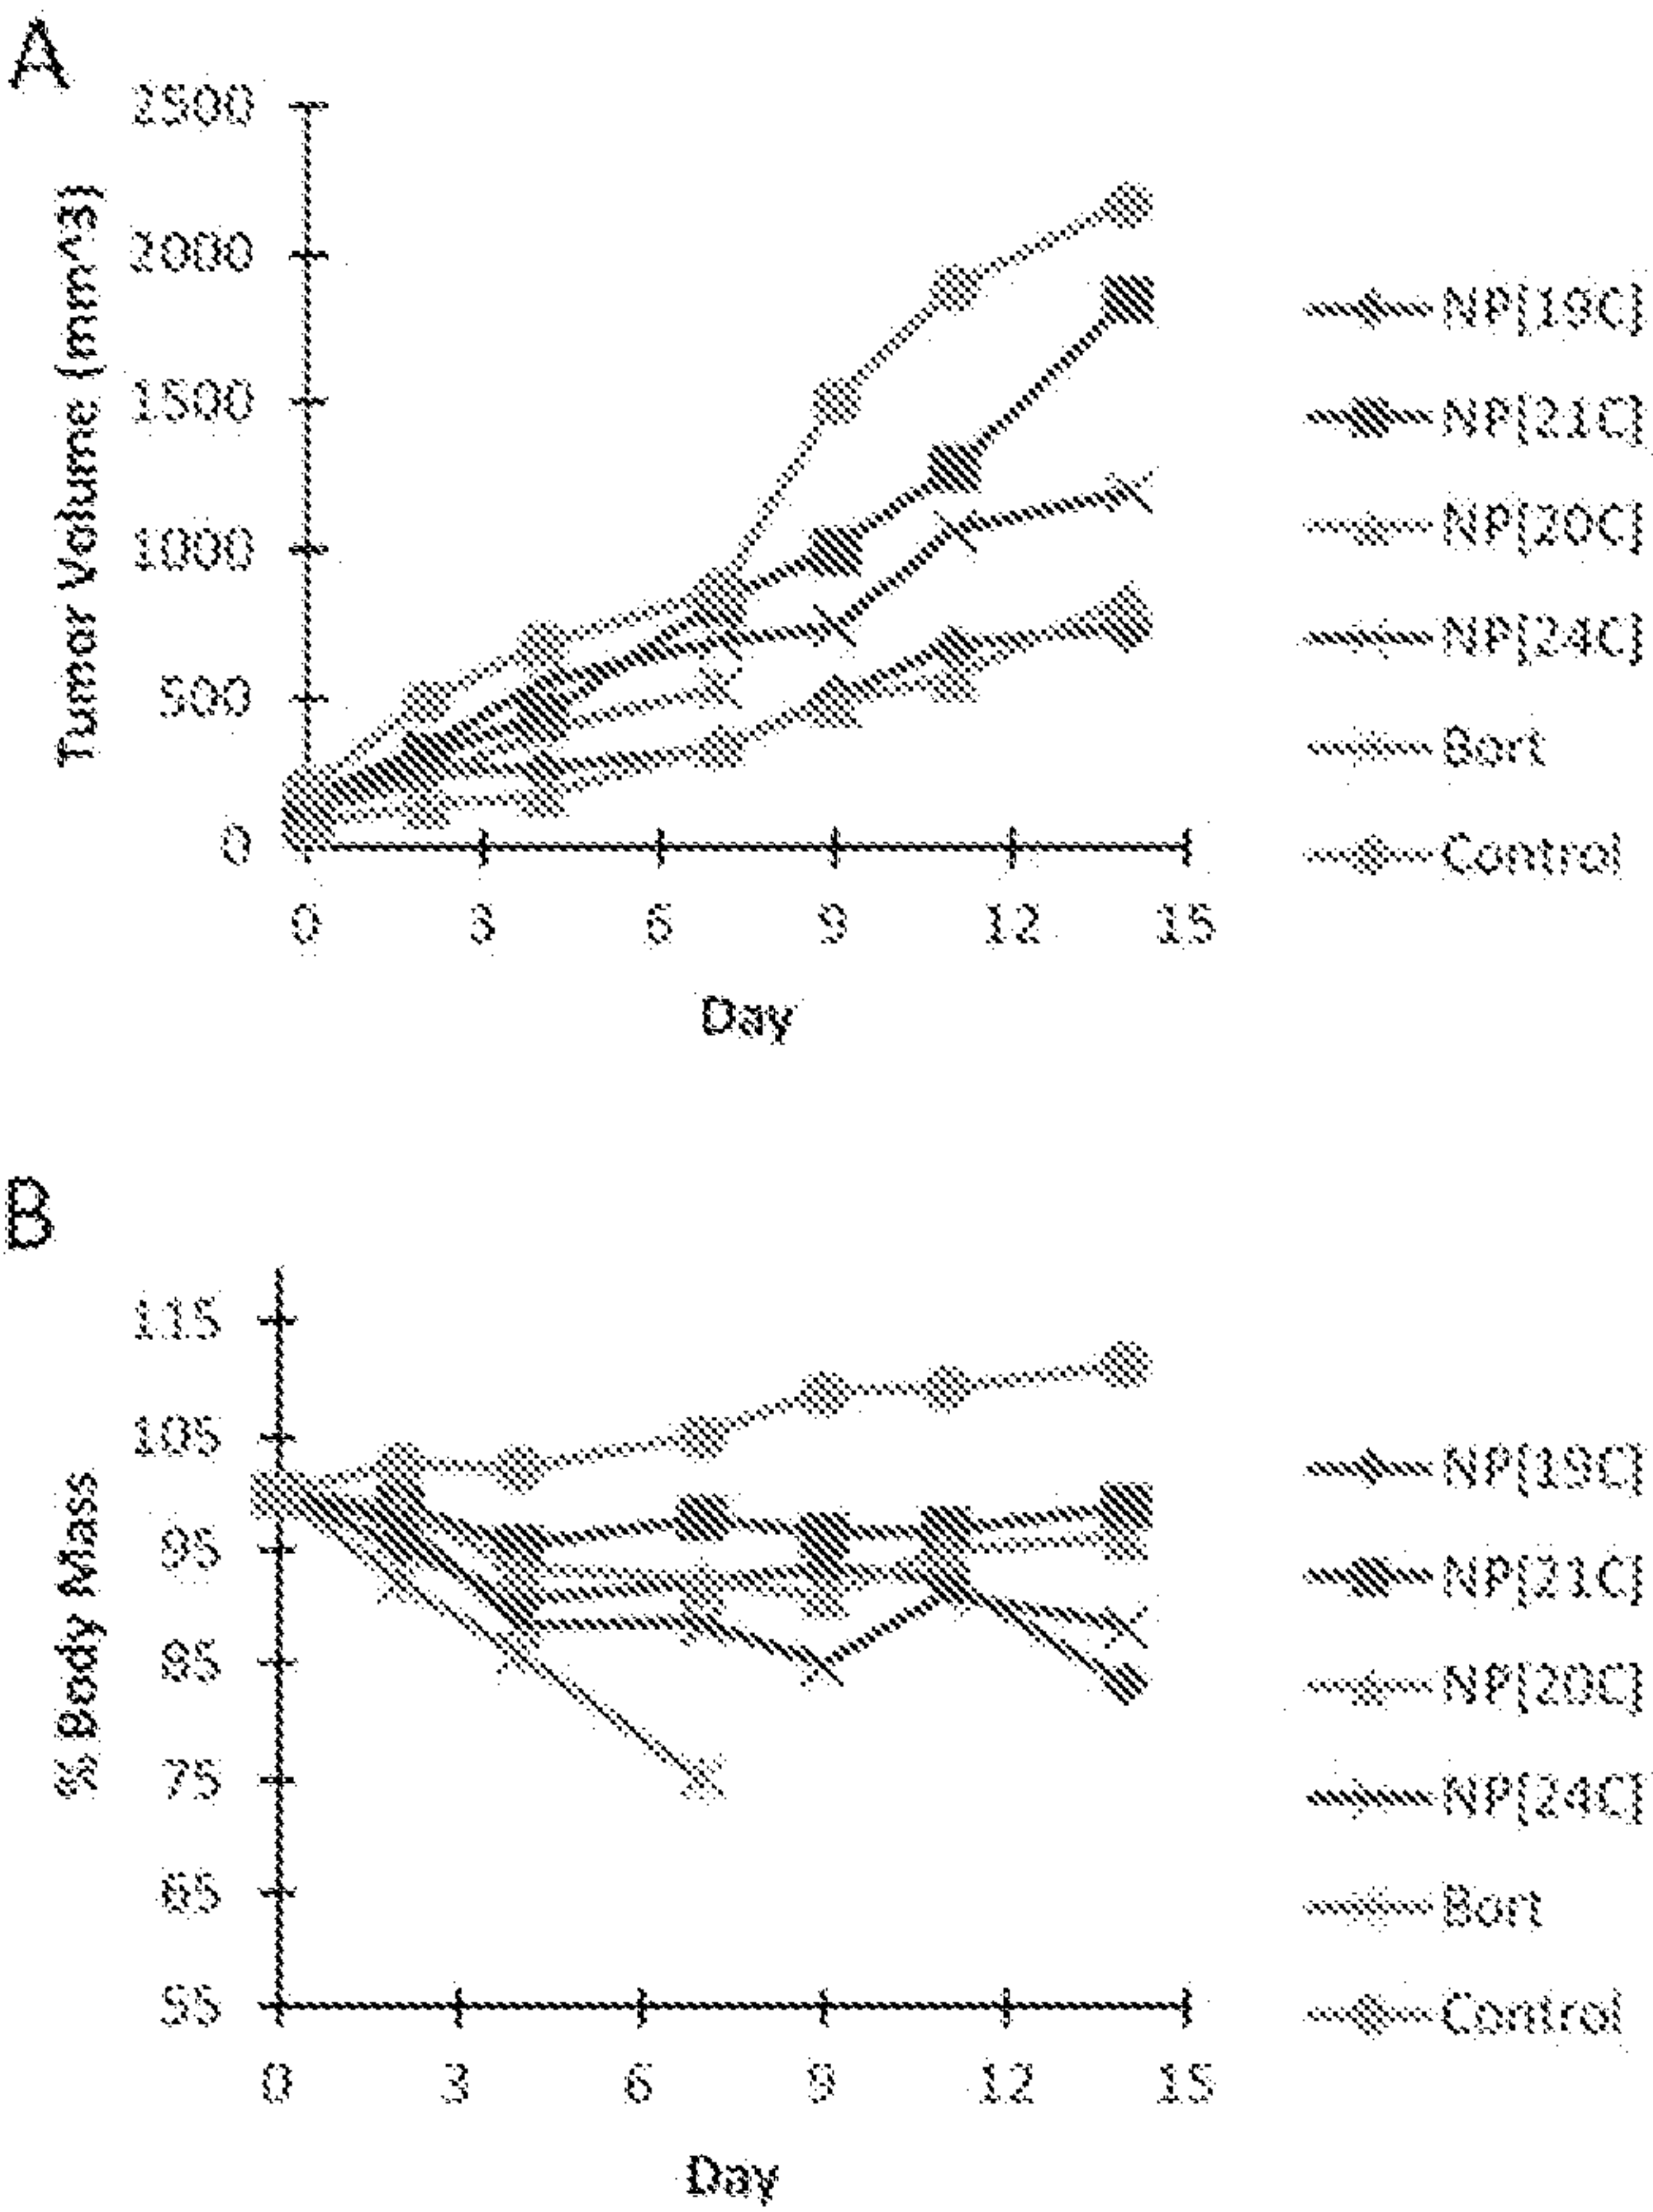 A
2500
2000
1500
1000
500
0
Tumor Volume (mm^3)
0 3 6 9 12 15
Day
NP[19C]
NP[21C]
NP[20C]
NP[24C]
Bort
Control
B
115
105
95
85
75
65
55
% Body Mass
0 3 6 9 12 15
Day
NP[19C]
NP[21C]
NP[20C]
NP[24C]
Bort
Control